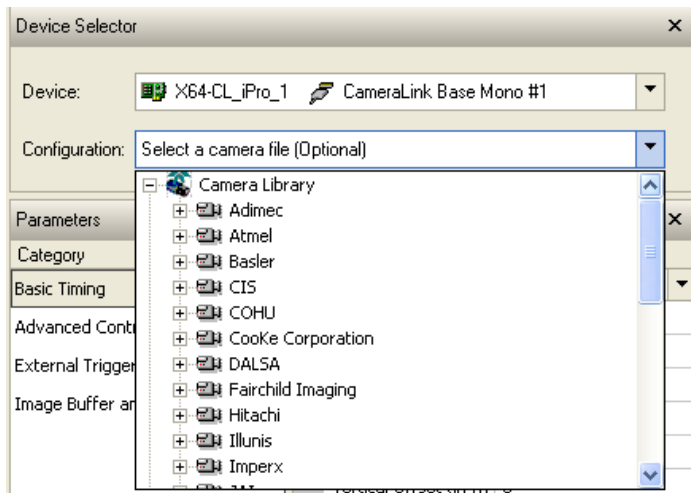 Device Selector
Device: X64-CL_iPro_1 CameraLink Base Mono #1
Configuration: Select a camera file (Optional)
Camera Library
Parameters
Adimec
Category
Atmel
Basler
Basic Timing
CIS
COHU
Advanced Cont
CooKe Corporation
External Trigger
DALSA
Fairchild Imaging
Image Buffer a
Hitachi
Illunis
Imperx